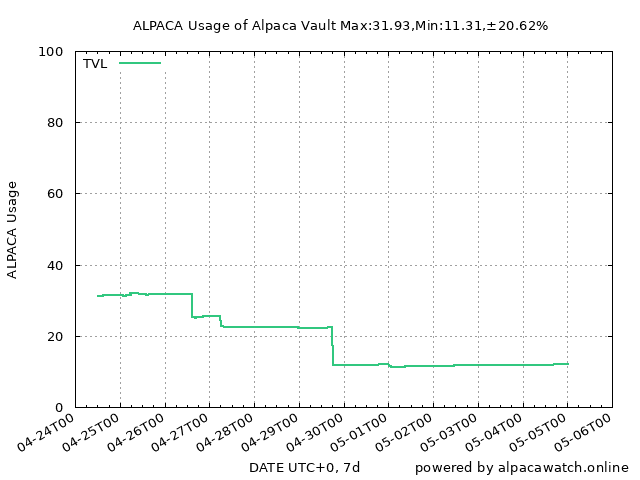 ALPACA Usage of Alpaca Vault Max:31.93,Min:11.31,±20.62%
TVL
100
80
60
40
20
0
ALPACA Usage
04-24T00
04-25T00
04-26T00
04-27T00
04-28T00
04-29T00
04-30T00
05-01T00
05-02T00
05-03T00
05-04T00
05-05T00
05-06T00
DATE UTC+0, 7d
powered by alpacawatch.online